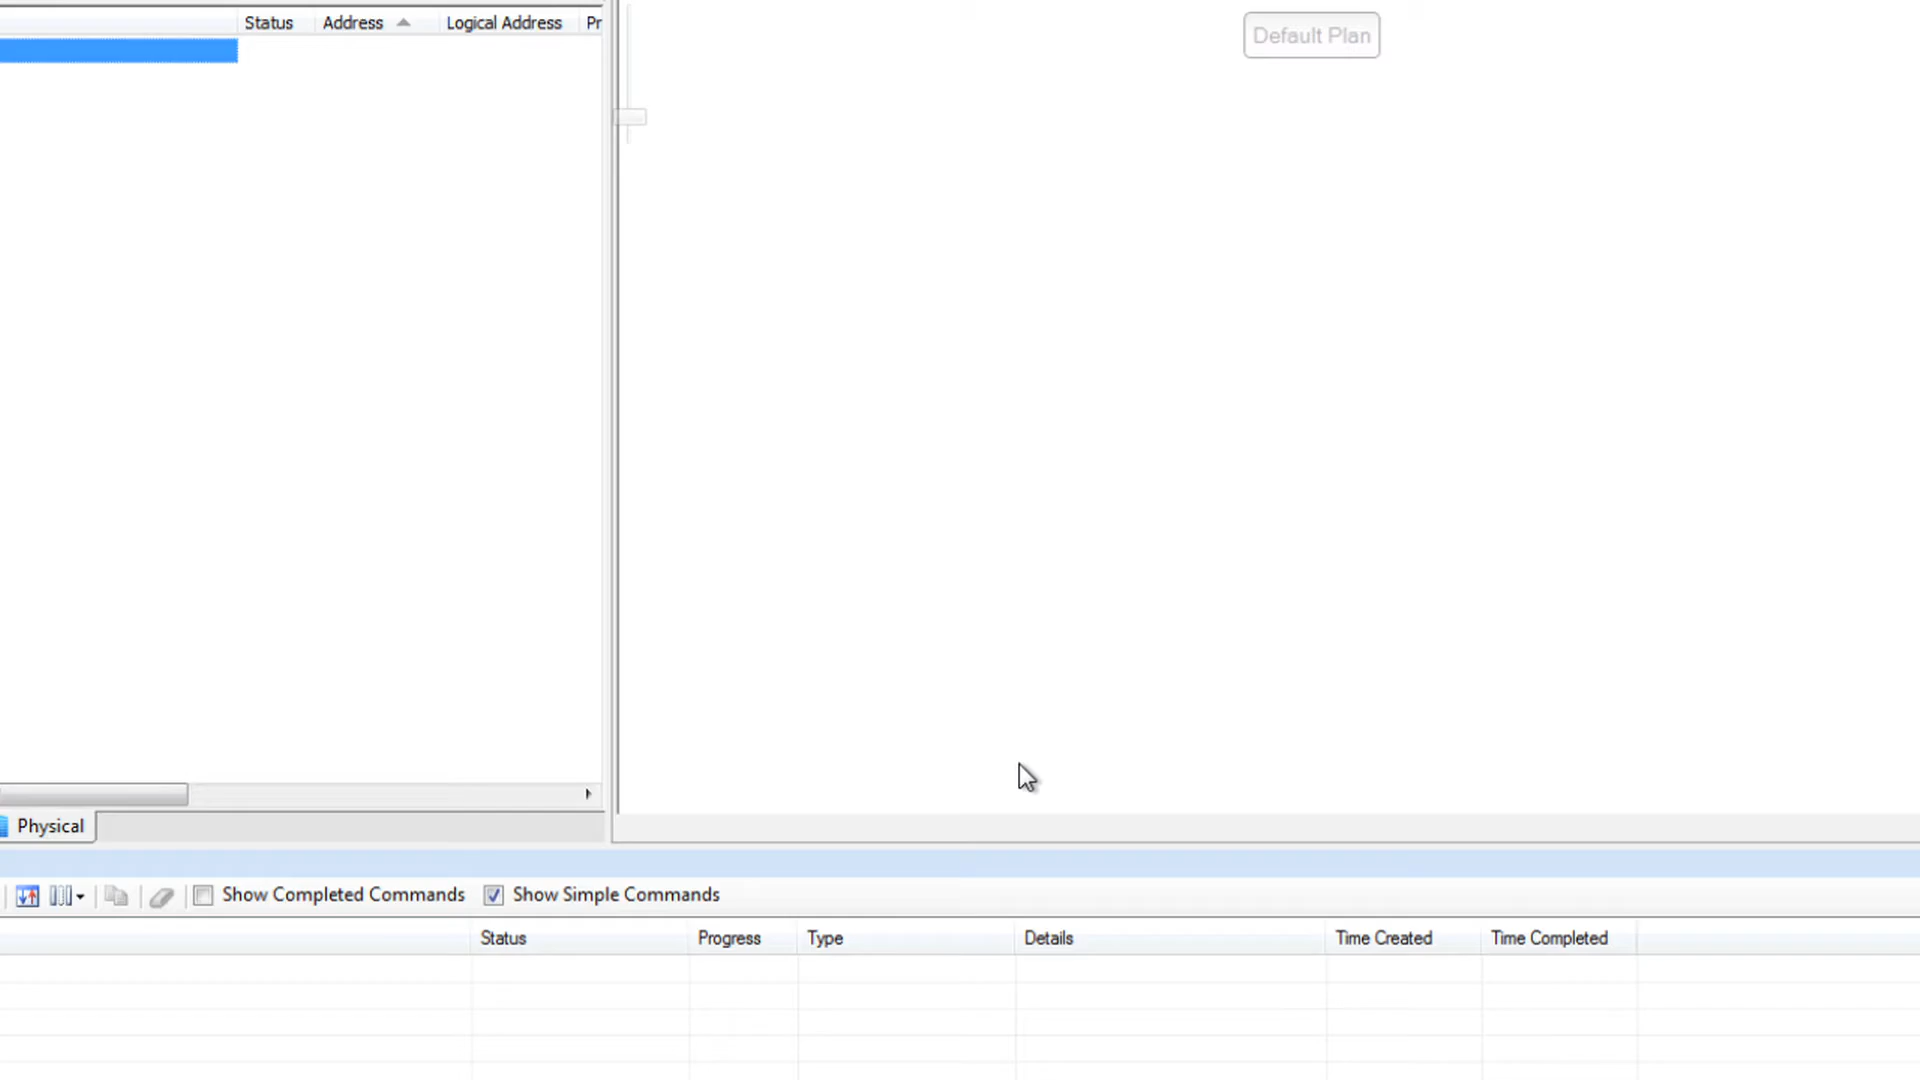 Status Address Logical Address Pr
Default Plan
Physical
Show Completed Commands Show Simple Commands
Status Progress Type Details Time Created Time Completed